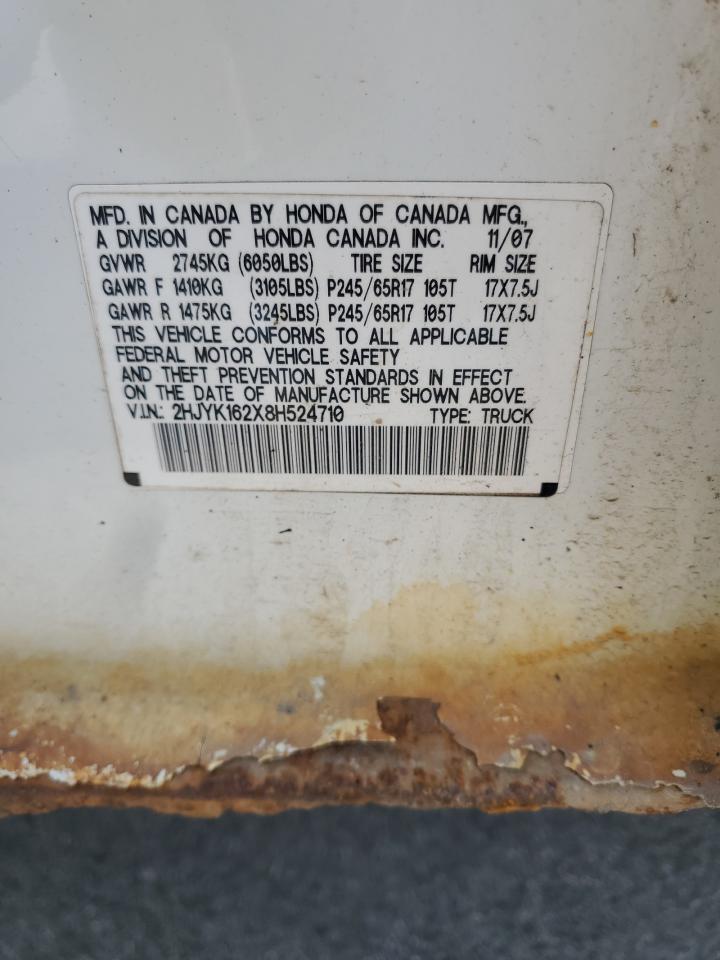 MFD. IN CANADA BY HONDA OF CANADA MFG.,
A DIVISION OF HONDA CANADA INC. 11/07
GVWR 2745KG (6050LBS) TIRE SIZE RIM SIZE
GAWR F 1410KG (3105LBS) P245/65R17 105T 17X7.5J
GAWR R 1475KG (3245LBS) P245/65R17 105T 17X7.5J
THIS VEHICLE CONFORMS TO ALL APPLICABLE
FEDERAL MOTOR VEHICLE SAFETY
AND THEFT PREVENTION STANDARDS IN EFFECT
ON THE DATE OF MANUFACTURE SHOWN ABOVE.
V.I.N.: 2HJYK162X8H524710 TYPE: TRUCK